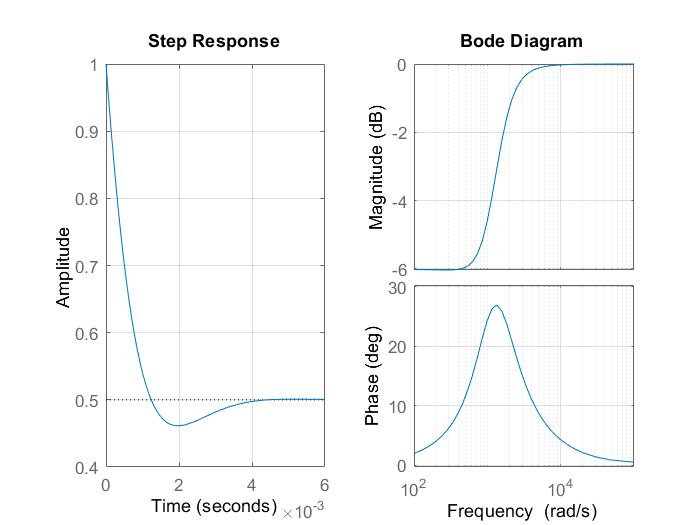 Step Response
Amplitude
1
0.9
0.8
0.7
0.6
0.5
0.4
0 2 4 6
Time (seconds) ×10⁻³
Bode Diagram
Magnitude (dB)
0
-2
-4
-6
Phase (deg)
30
20
10
0
10² 10⁴
Frequency (rad/s)